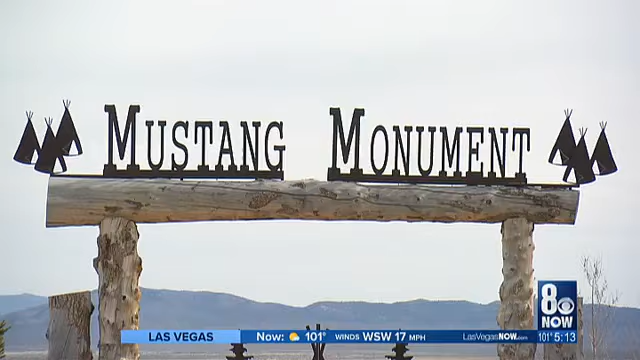 MUSTANG MONUMENT
8
NOW
LAS VEGAS Now: 101° WINDS WSW 17 MPH LasVegasNOW.com 101° 5:13